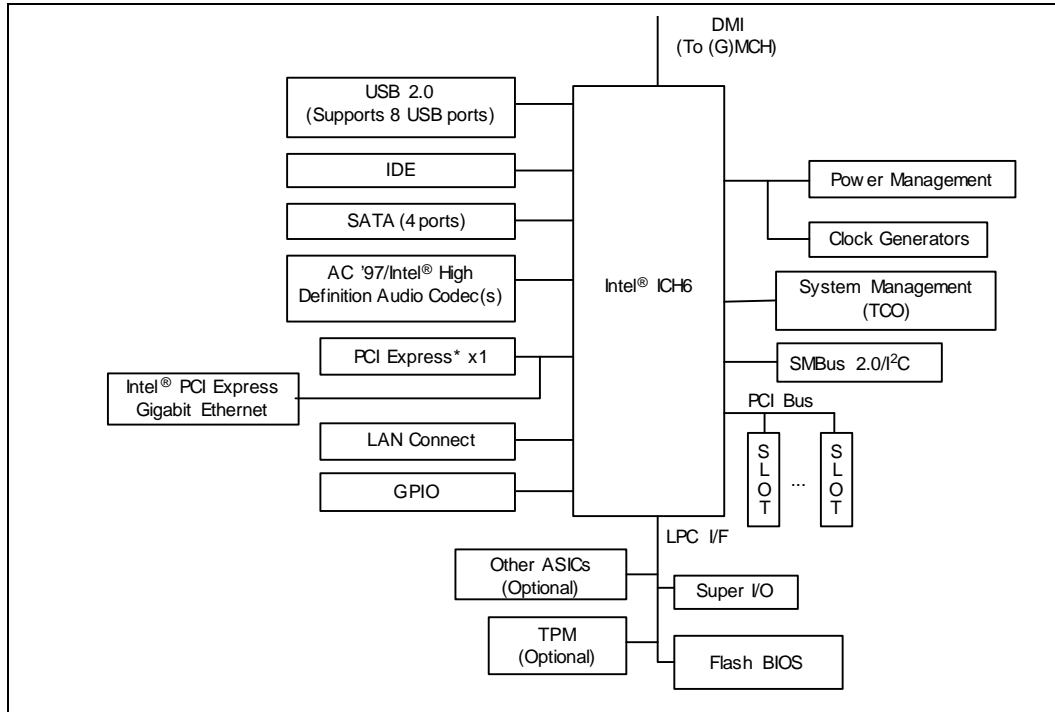 DMI
(To (G)MCH)
USB 2.0
(Supports 8 USB ports)
IDE
SATA (4 ports)
AC '97/Intel® High
Definition Audio Codec(s)
PCI Express* x1
Intel® PCI Express
Gigabit Ethernet
LAN Connect
GPIO
Intel® ICH6
Power Management
Clock Generators
System Management
(TCO)
SMBus 2.0/I²C
PCI Bus
SLOT
...
SLOT
LPC I/F
Other ASICs
(Optional)
Super I/O
TPM
(Optional)
Flash BIOS